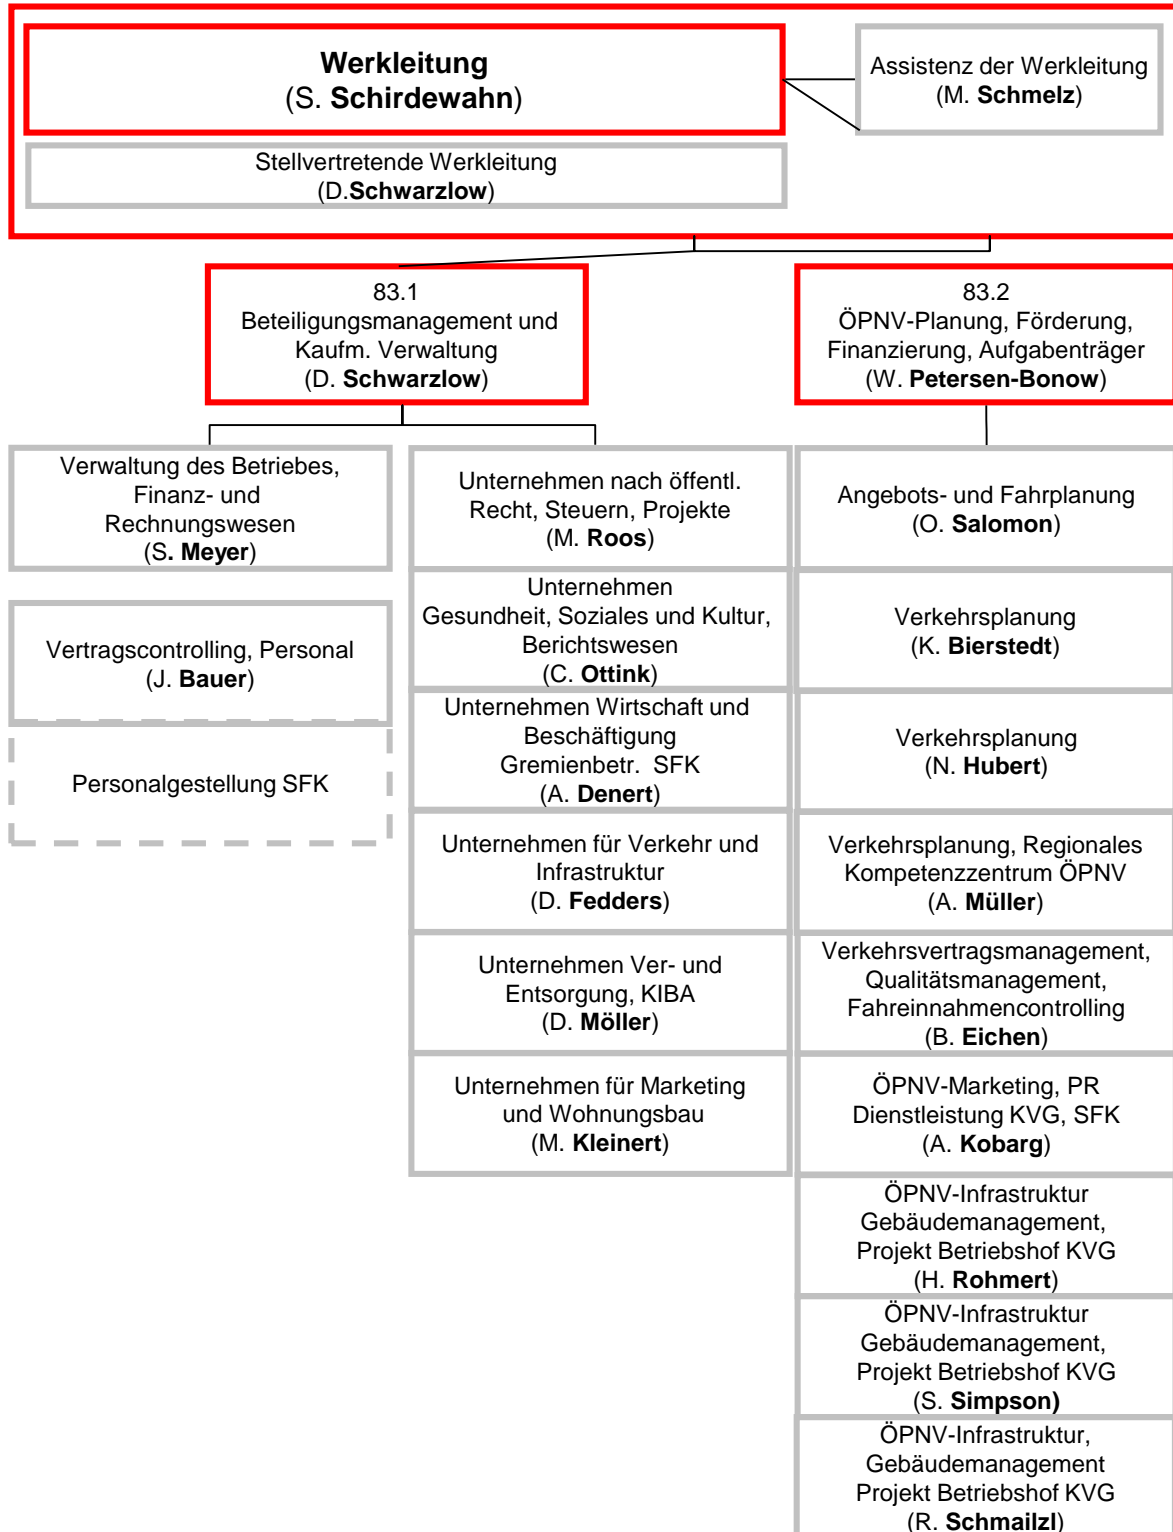 Werkleitung
(S. Schirdewahn)
Assistenz der Werkleitung
(M. Schmelz)
Stellvertretende Werkleitung
(D.Schwarzlow)
83.1
Beteiligungsmanagement und
Kaufm. Verwaltung
(D. Schwarzlow)
83.2
ÖPNV-Planung, Förderung,
Finanzierung, Aufgabenträger
(W. Petersen-Bonow)
Verwaltung des Betriebes,
Finanz- und
Rechnungswesen
(S. Meyer)
Vertragscontrolling, Personal
(J. Bauer)
Personalgestellung SFK
Unternehmen nach öffentl.
Recht, Steuern, Projekte
(M. Roos)
Unternehmen
Gesundheit, Soziales und Kultur,
Berichtswesen
(C. Ottink)
Unternehmen Wirtschaft und
Beschäftigung
Gremienbetr. SFK
(A. Denert)
Unternehmen für Verkehr und
Infrastruktur
(D. Fedders)
Unternehmen Ver- und
Entsorgung, KIBA
(D. Möller)
Unternehmen für Marketing
und Wohnungsbau
(M. Kleinert)
Angebots- und Fahrplanung
(O. Salomon)
Verkehrsplanung
(K. Bierstedt)
Verkehrsplanung
(N. Hubert)
Verkehrsplanung, Regionales
Kompetenzzentrum ÖPNV
(A. Müller)
Verkehrsvertragsmanagement,
Qualitätsmanagement,
Fahreinnahmencontrolling
(B. Eichen)
ÖPNV-Marketing, PR
Dienstleistung KVG, SFK
(A. Kobarg)
ÖPNV-Infrastruktur
Gebäudemanagement,
Projekt Betriebshof KVG
(H. Rohmert)
ÖPNV-Infrastruktur
Gebäudemanagement,
Projekt Betriebshof KVG
(S. Simpson)
ÖPNV-Infrastruktur,
Gebäudemanagement
Projekt Betriebshof KVG
(R. Schmailzl)